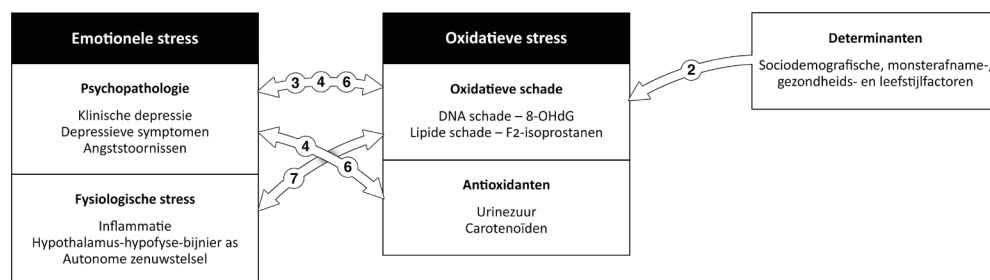 Emotionele stress
Psychopathologie
Klinische depressie
Depressieve symptomen
Angststoornissen
Fysiologische stress
Inflammatie
Hypothalamus-hypofyse-bijnier as
Autonome zenuwstelsel
3 4 6
4
6
7
Oxidatieve stress
Oxidatieve schade
DNA schade – 8-OHdG
Lipide schade – F2-isoprostanen
Antioxidanten
Urinezuur
Carotenoïden
2
Determinanten
Sociodemografische, monsterafname-,
gezondheids- en leefstijlfactoren